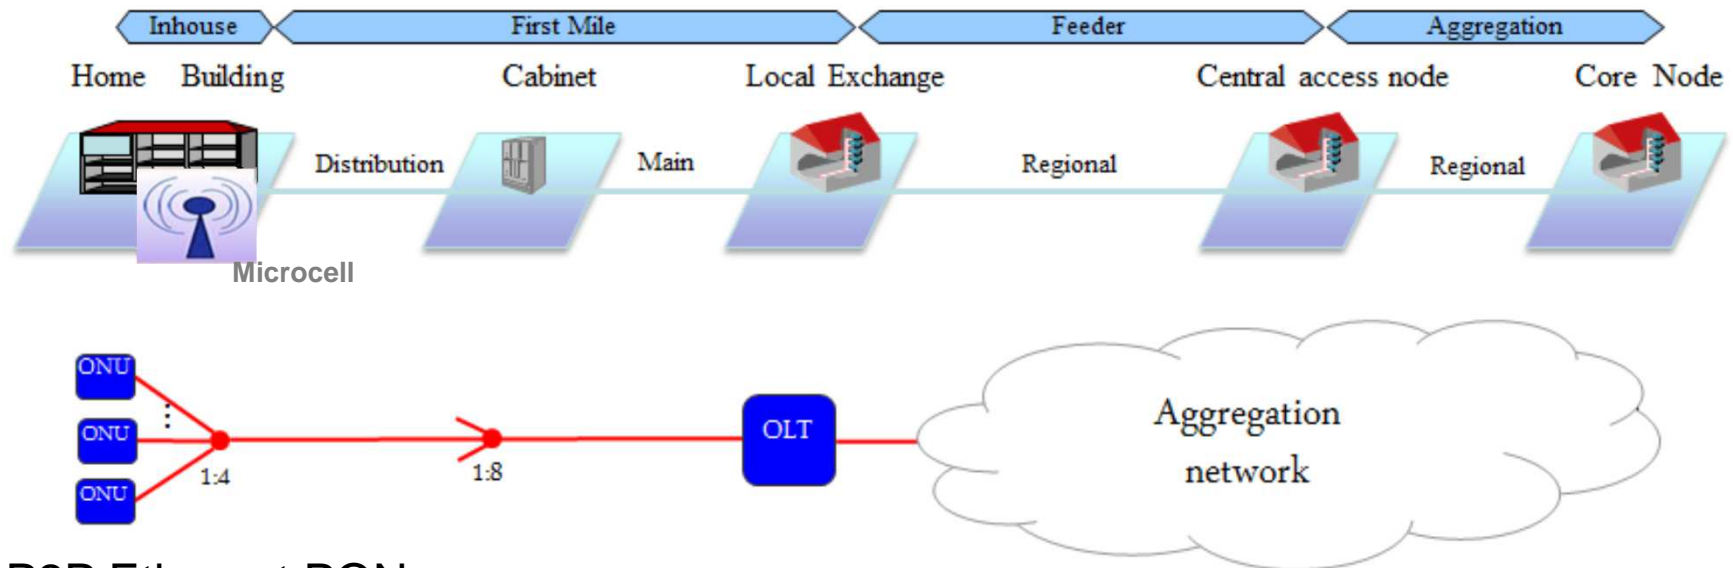 Inhouse First Mile Feeder Aggregation
Home Building Cabinet Local Exchange Central access node Core Node
Distribution Main Regional Regional
Microcell
ONU
ONU
ONU
1:4 1:8
OLT
Aggregation
network